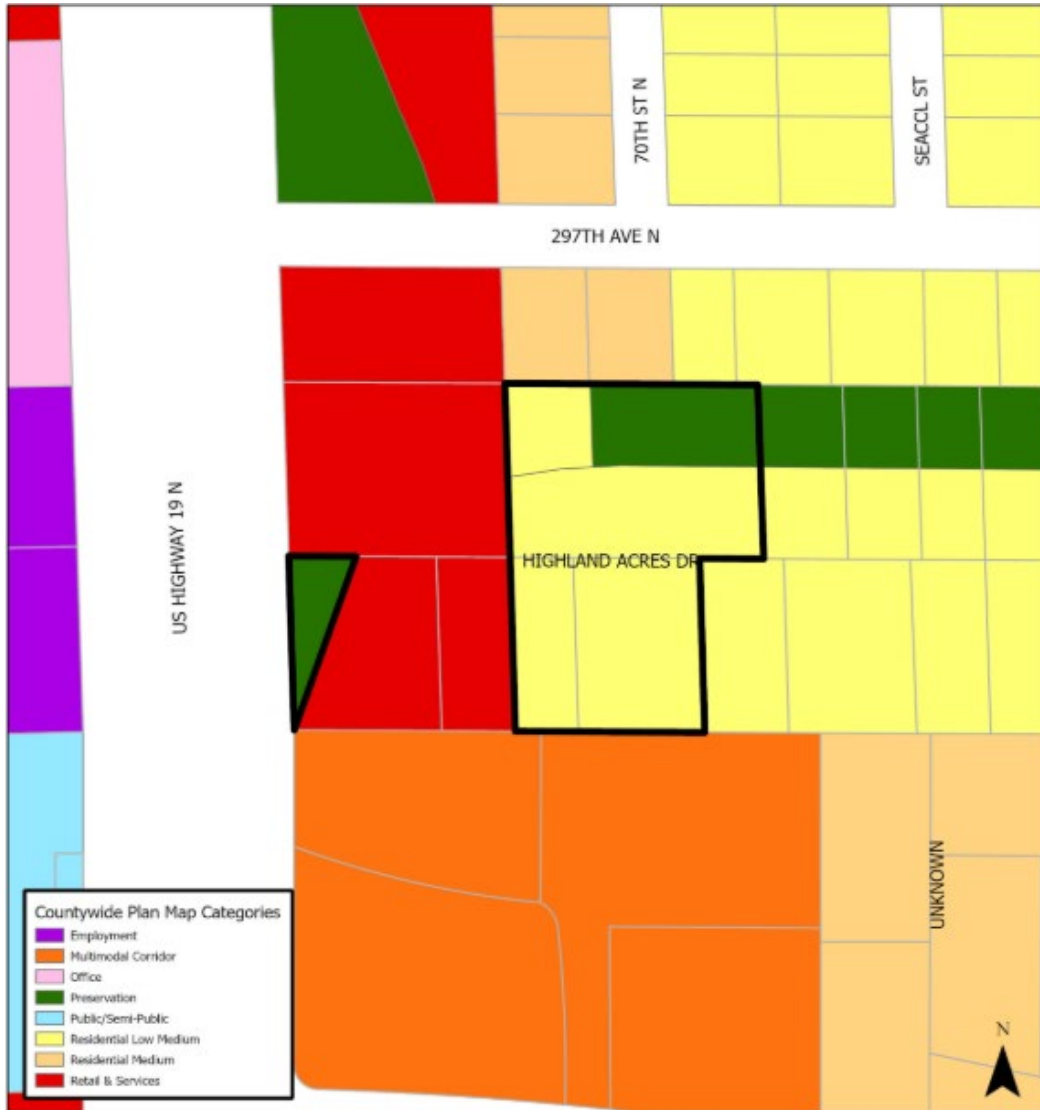 70TH ST N
SEACCL ST
297TH AVE N
US HIGHWAY 19 N
HIGHLAND ACRES DR
UNKNOWN
Countywide Plan Map Categories
Employment
Multimodal Corridor
Office
Preservation
Public/Semi-Public
Residential Low Medium
Residential Medium
Retail & Services
N